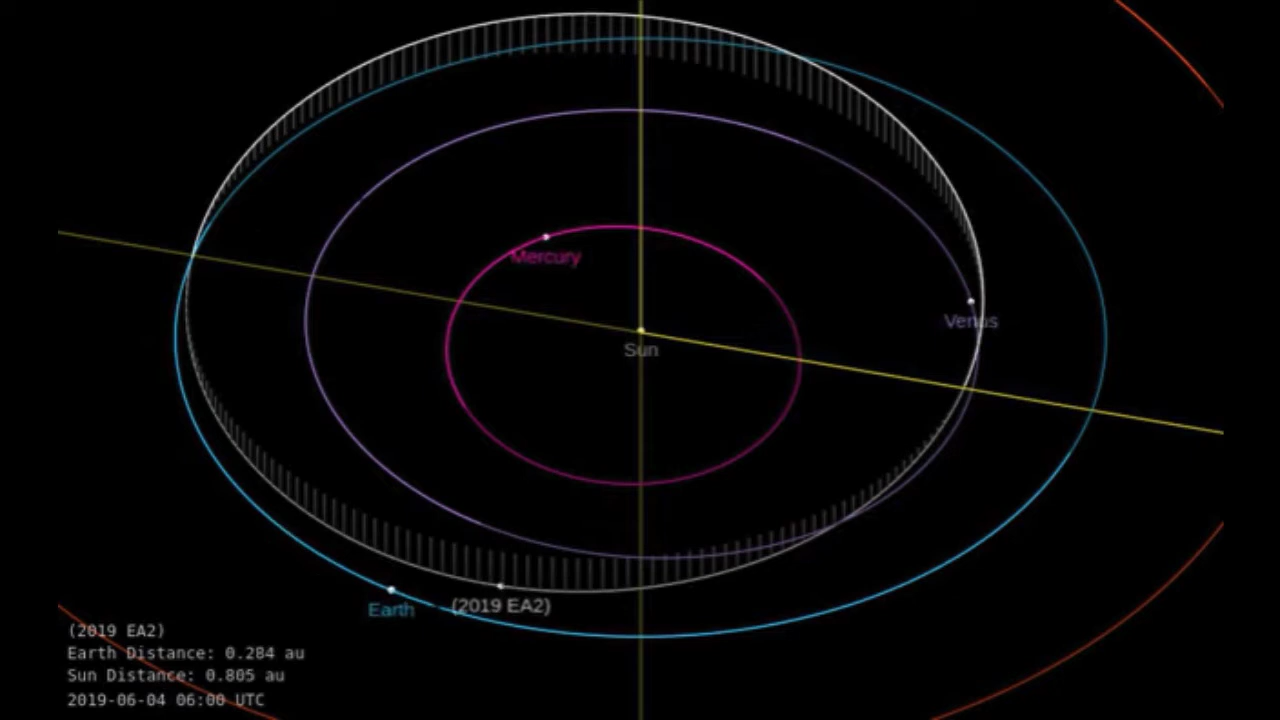 Mercury
Venus
Sun
Earth
(2019 EA2)
(2019 EA2)
Earth Distance: 0.284 au
Sun Distance: 0.805 au
2019-06-04 06:00 UTC